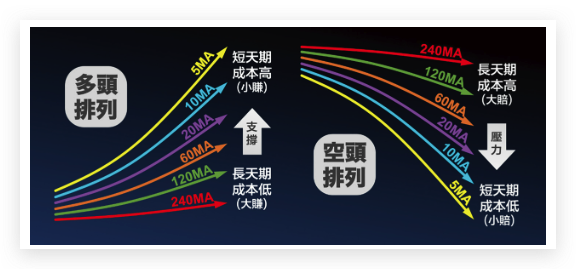 多頭
排列
5MA
10MA
20MA
60MA
120MA
240MA
短天期
成本高
(小賺)
支撐
長天期
成本低
(大賺)
空頭
排列
240MA
120MA
60MA
20MA
10MA
5MA
長天期
成本高
(大賠)
壓力
短天期
成本低
(小賠)